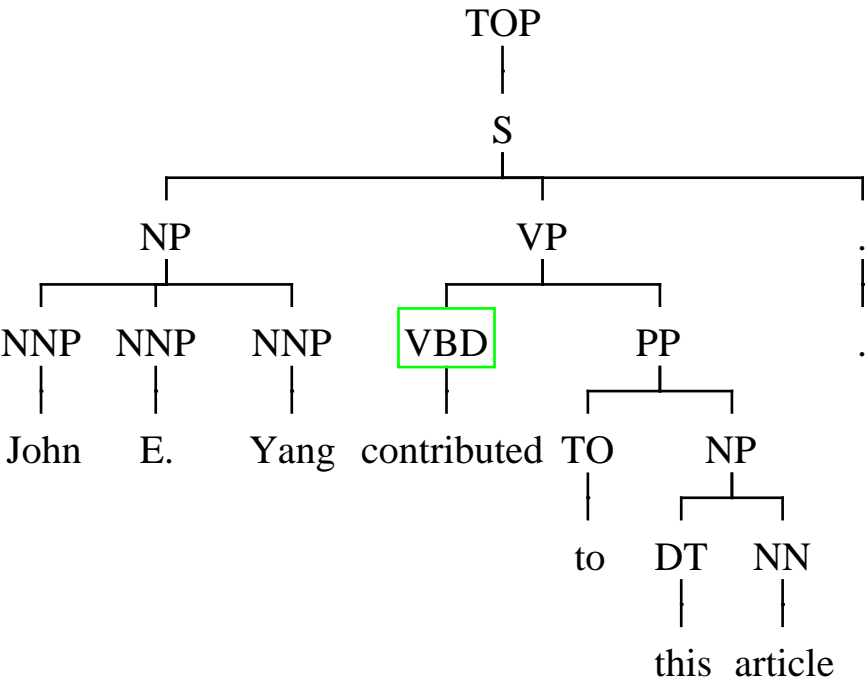 TOP
S
NP VP .
NNP NNP NNP VBD PP .
John E. Yang contributed TO NP
to DT NN
this article